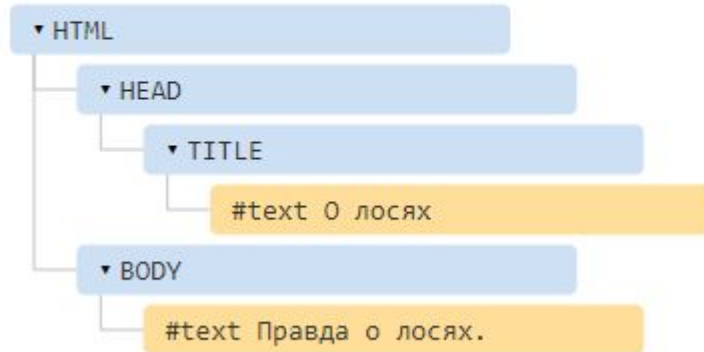 ▾ HTML
▾ HEAD
▾ TITLE
#text О лосях
▾ BODY
#text Правда о лосях.